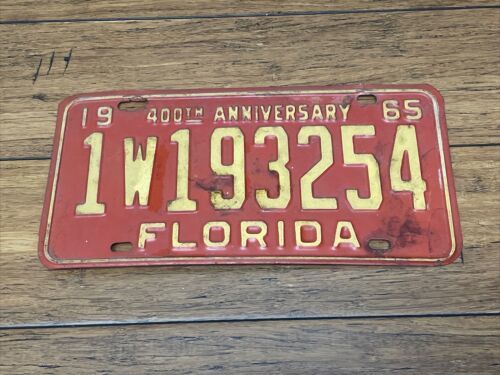 19 400TH ANNIVERSARY 65
1W193254
FLORIDA